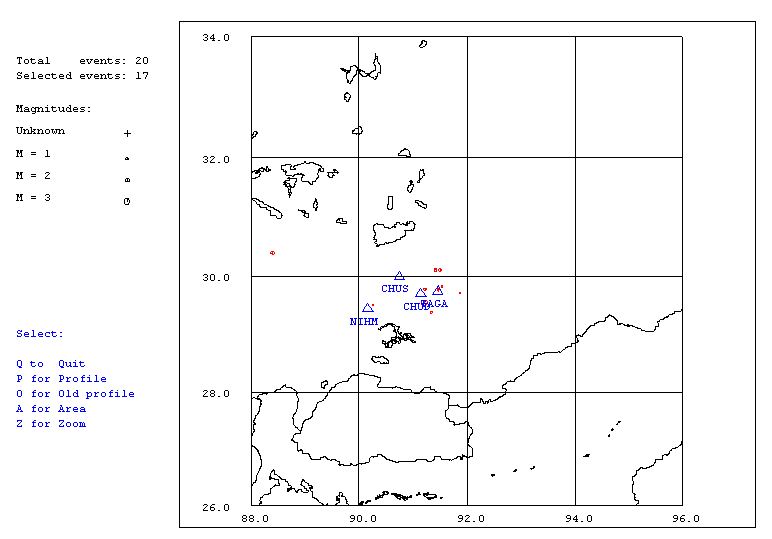 Total    events: 20
Selected events: 17
Magnitudes:
Unknown
M = 1
M = 2
M = 3
Select:
Q to  Quit
P for Profile
O for Old profile
A for Area
Z for Zoom
34.0
32.0
30.0
28.0
26.0
88.0 90.0 92.0 94.0 96.0
CHUS
NIHM